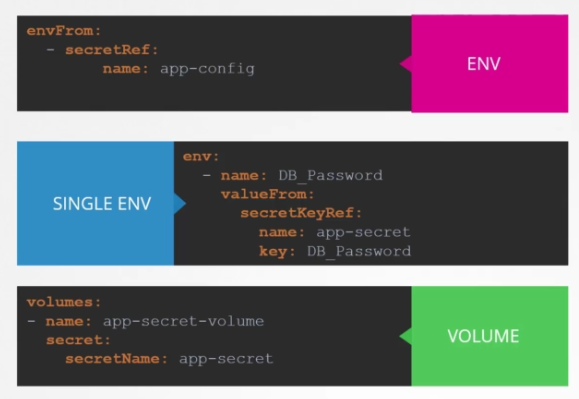 envFrom:
- secretRef:
name: app-config
ENV
SINGLE ENV
env:
- name: DB_Password
valueFrom:
secretKeyRef:
name: app-secret
key: DB_Password
volumes:
- name: app-secret-volume
secret:
secretName: app-secret
VOLUME